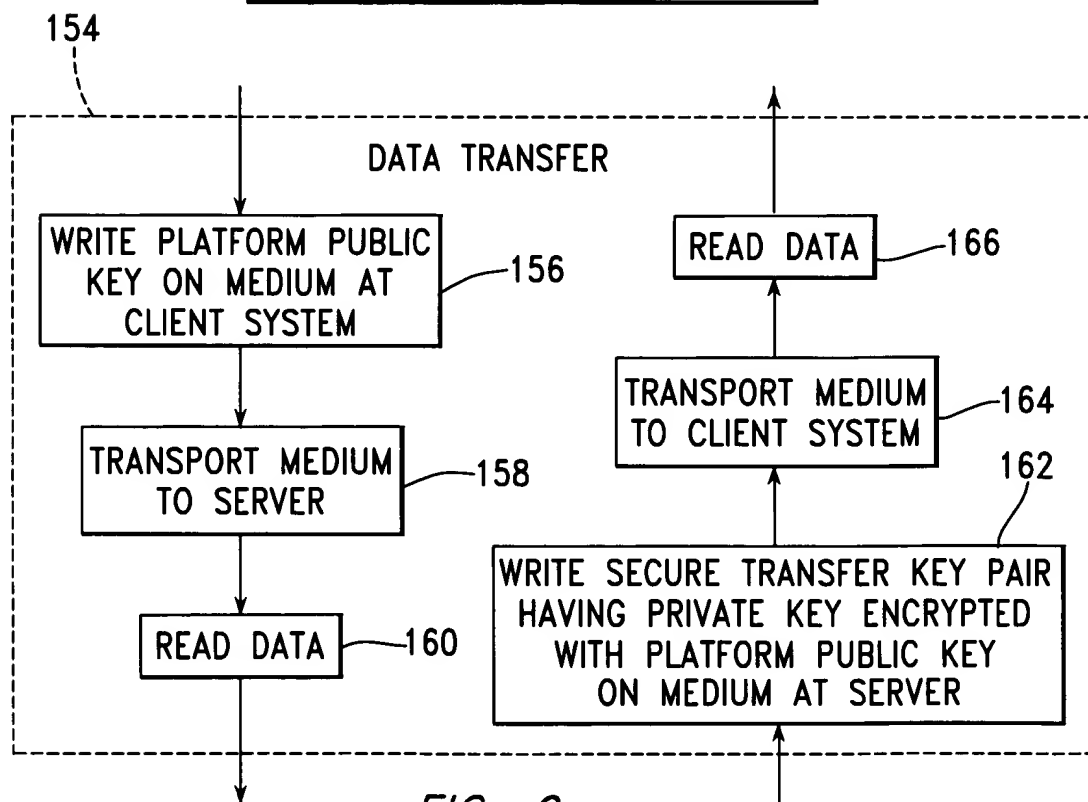 154
DATA TRANSFER
WRITE PLATFORM PUBLIC
KEY ON MEDIUM AT
CLIENT SYSTEM
156
TRANSPORT MEDIUM
TO SERVER
158
READ DATA
160
READ DATA
166
TRANSPORT MEDIUM
TO CLIENT SYSTEM
164
162
WRITE SECURE TRANSFER KEY PAIR
HAVING PRIVATE KEY ENCRYPTED
WITH PLATFORM PUBLIC KEY
ON MEDIUM AT SERVER